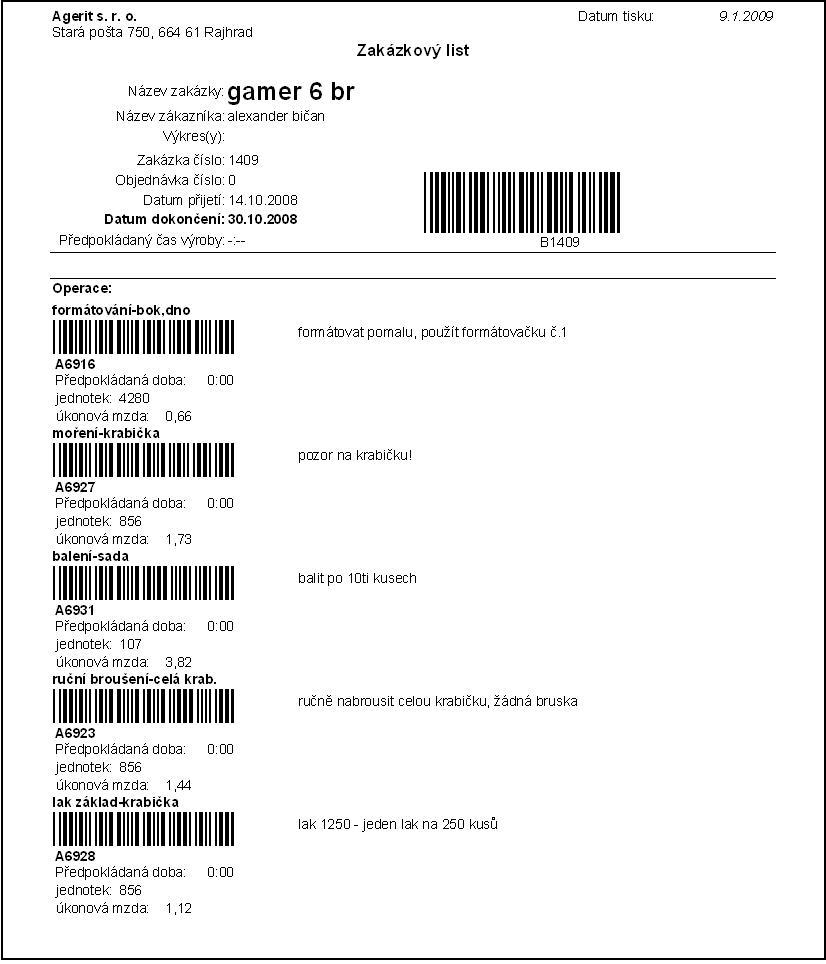 Agerit s. r. o.
Datum tisku: 9.1.2009
Stará pošta 750, 664 61 Rajhrad
Zakázkový list
Název zakázky: gamer 6 br
Název zákazníka: alexander bičan
Výkres(y):
Zakázka číslo: 1409
Objednávka číslo: 0
Datum přijetí: 14.10.2008
Datum dokončení: 30.10.2008
Předpokládaný čas výroby: -:--
B1409
Operace:
formátování-bok,dno
formátovat pomalu, použít formátovačku č.1
A6916
Předpokládaná doba: 0:00
jednotek: 4280
úkonová mzda: 0,66
moření-krabička
pozor na krabičku!
A6927
Předpokládaná doba: 0:00
jednotek: 856
úkonová mzda: 1,73
balení-sada
balit po 10ti kusech
A6931
Předpokládaná doba: 0:00
jednotek: 107
úkonová mzda: 3,82
ruční broušení-celá krab.
ručně nabrousit celou krabičku, žádná bruska
A6923
Předpokládaná doba: 0:00
jednotek: 856
úkonová mzda: 1,44
lak základ-krabička
lak 1250 - jeden lak na 250 kusů
A6928
Předpokládaná doba: 0:00
jednotek: 856
úkonová mzda: 1,12